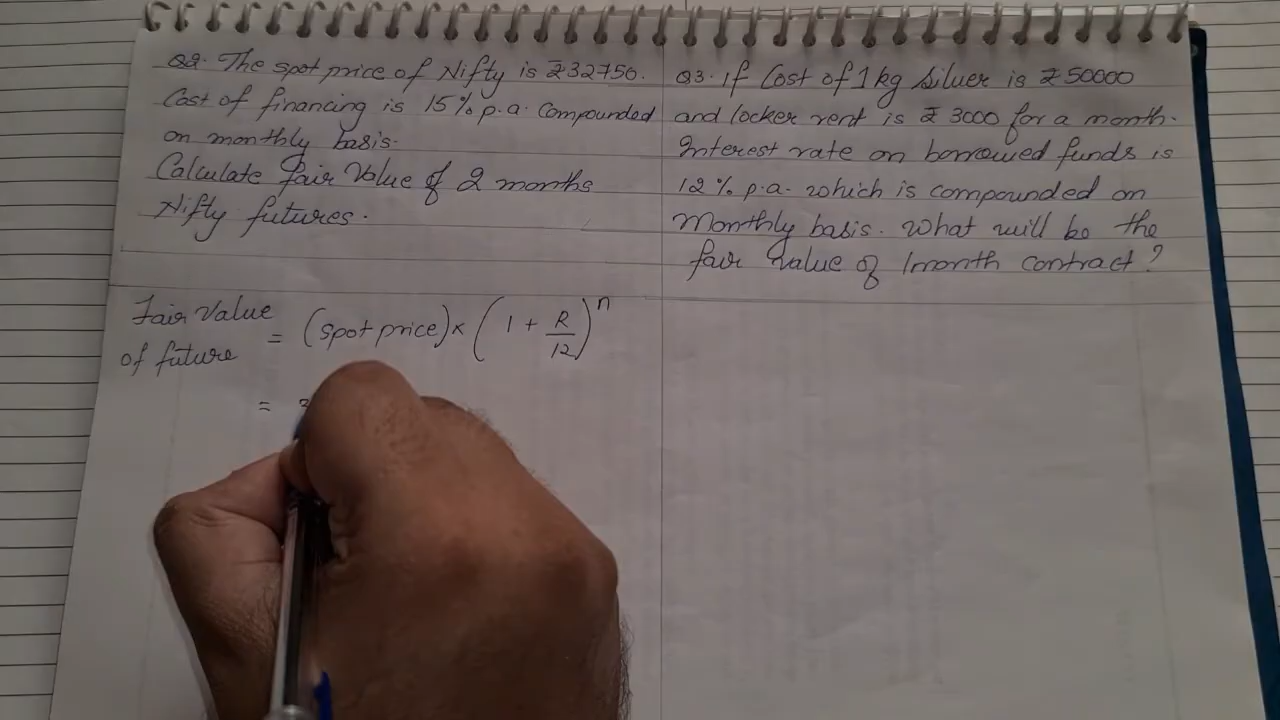 Q2. The spot price of Nifty is ₹32750.
Cost of financing is 15% p.a. Compounded
on monthly basis.
Calculate fair Value of 2 months
Nifty futures.
Q3. If Cost of 1 kg Silver is ₹50000
and locker rent is ₹3000 for a month.
Interest rate on borrowed funds is
12% p.a. which is compounded on
Monthly basis. What will be the
fair Value of 1 month contract?
Fair Value
of future = (Spot price) × (1 + R/12)^n
=